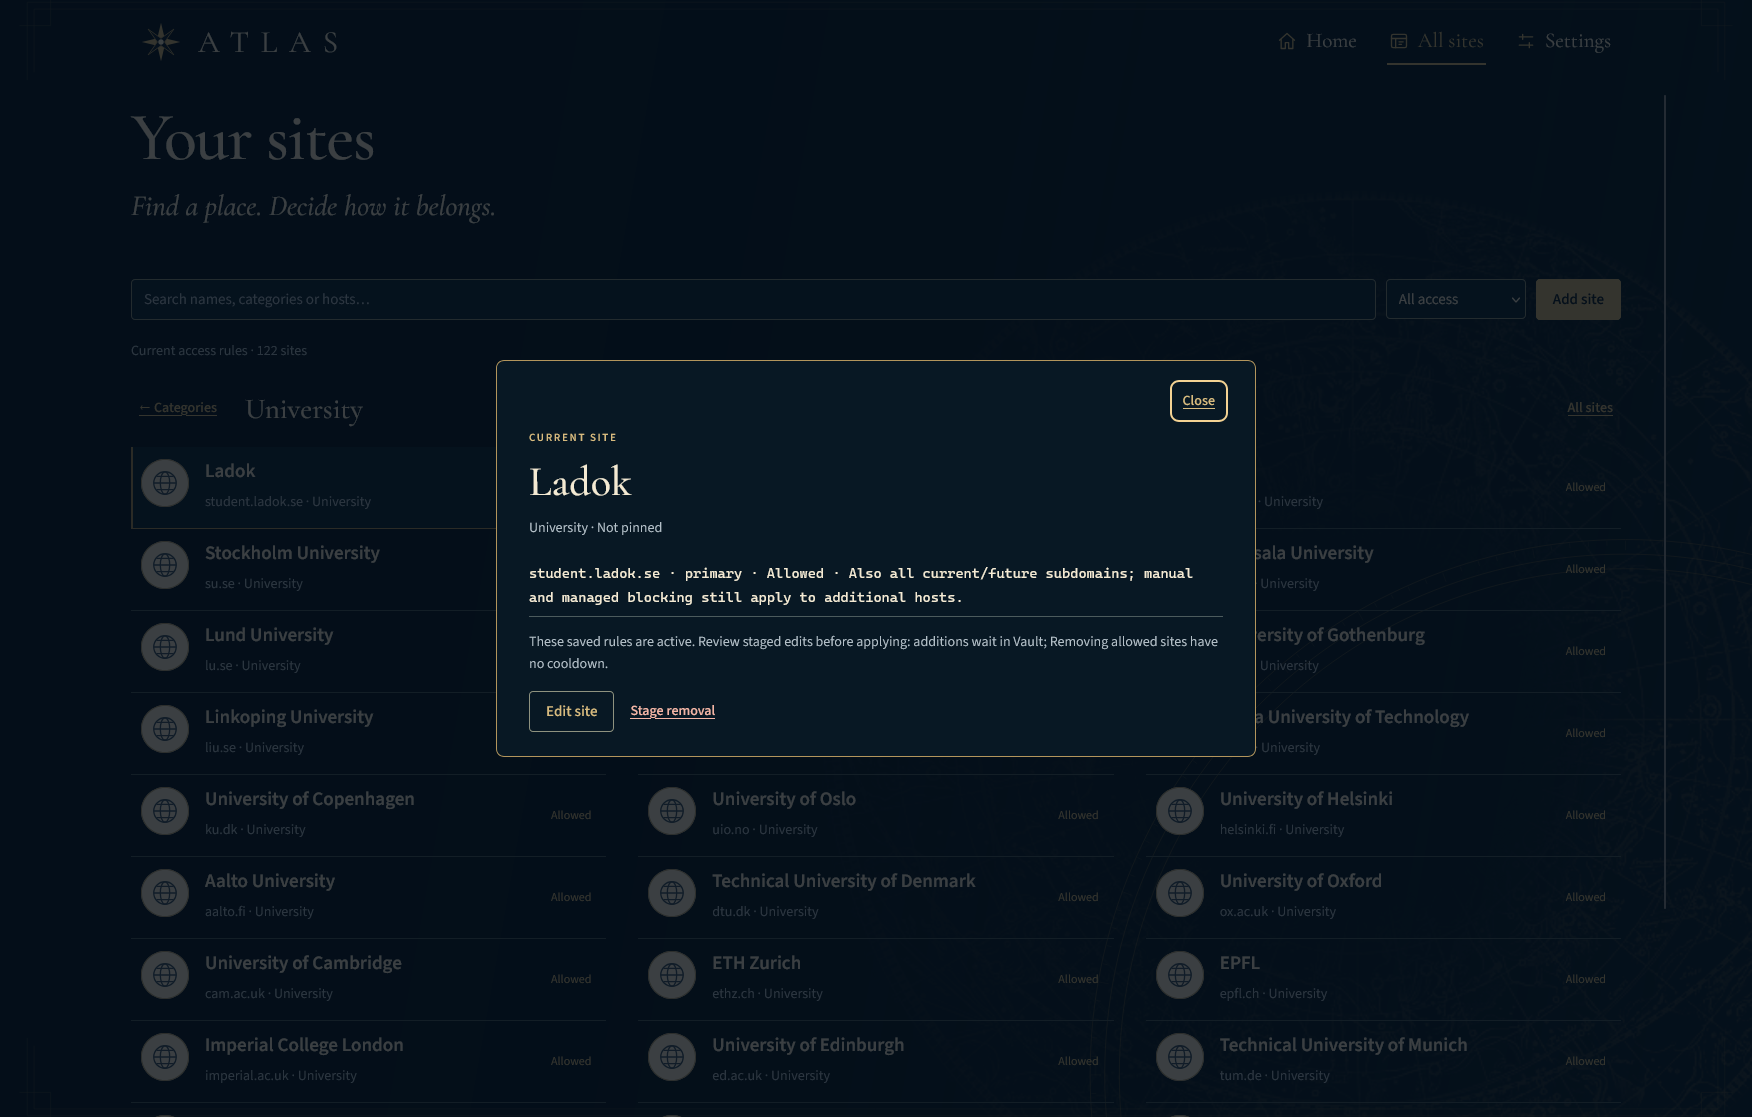 ATLAS
Home
All sites
Settings
Your sites
Find a place. Decide how it belongs.
Search names, categories or hosts...
All access
Add site
Current access rules · 122 sites
← Categories
University
All sites
Close
CURRENT SITE
Ladok
University · Not pinned
student.ladok.se · primary · Allowed · Also all current/future subdomains; manual
and managed blocking still apply to additional hosts.
These saved rules are active. Review staged edits before applying: additions wait in Vault; Removing allowed sites have
no cooldown.
Edit site
Stage removal
Ladok
student.ladok.se · University
· University
Allowed
Stockholm University
su.se · University
sala University
University
Allowed
Lund University
lu.se · University
ersity of Gothenburg
University
Allowed
Linkoping University
liu.se · University
a University of Technology
University
Allowed
University of Copenhagen
ku.dk · University
Allowed
University of Oslo
uio.no · University
Allowed
University of Helsinki
helsinki.fi · University
Allowed
Aalto University
aalto.fi · University
Allowed
Technical University of Denmark
dtu.dk · University
Allowed
University of Oxford
ox.ac.uk · University
Allowed
University of Cambridge
cam.ac.uk · University
Allowed
ETH Zurich
ethz.ch · University
Allowed
EPFL
epfl.ch · University
Allowed
Imperial College London
imperial.ac.uk · University
Allowed
University of Edinburgh
ed.ac.uk · University
Allowed
Technical University of Munich
tum.de · University
Allowed